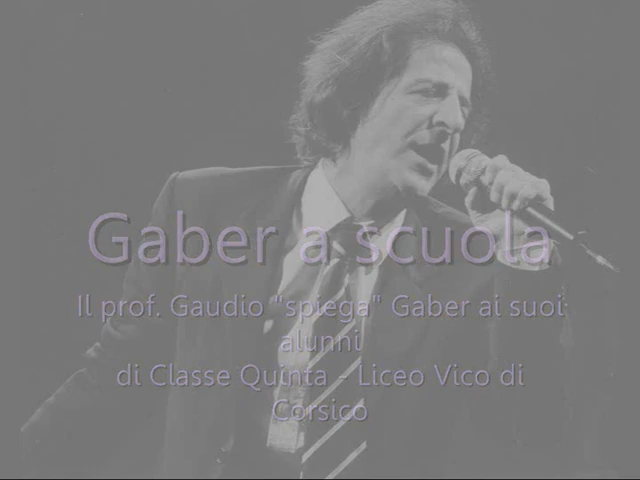 Gaber a scuola
Il prof. Gaudio "spiega" Gaber ai suoi
alunni
di Classe Quinta - Liceo Vico di
Corsico